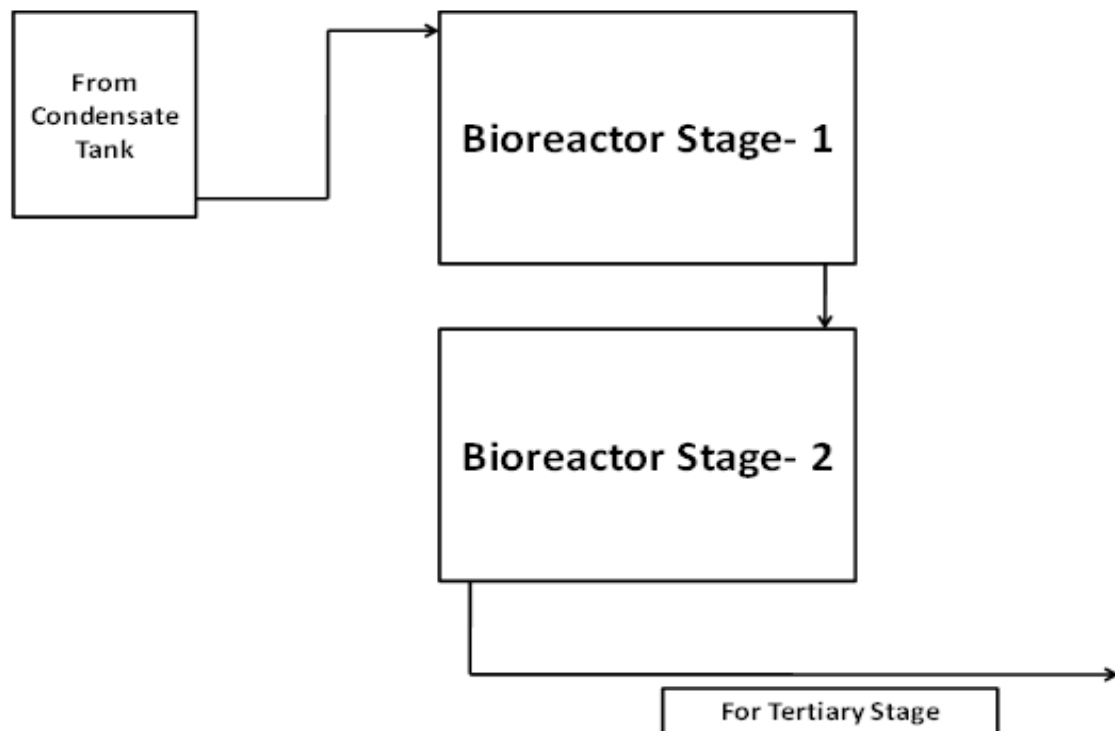 From
Condensate
Tank
Bioreactor Stage- 1
Bioreactor Stage- 2
For Tertiary Stage